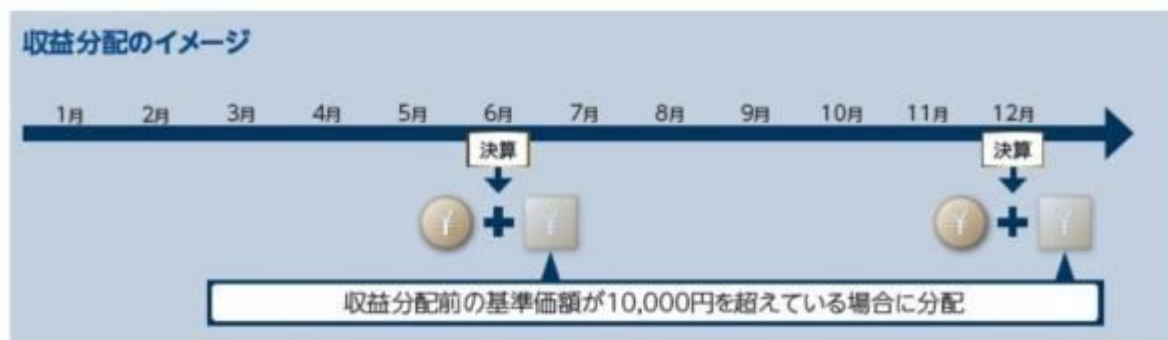 収益分配のイメージ
1月 2月 3月 4月 5月 6月 7月 8月 9月 10月 11月 12月
決算 決算
¥ ¥ ¥ ¥
収益分配前の基準価額が10,000円を超えている場合に分配